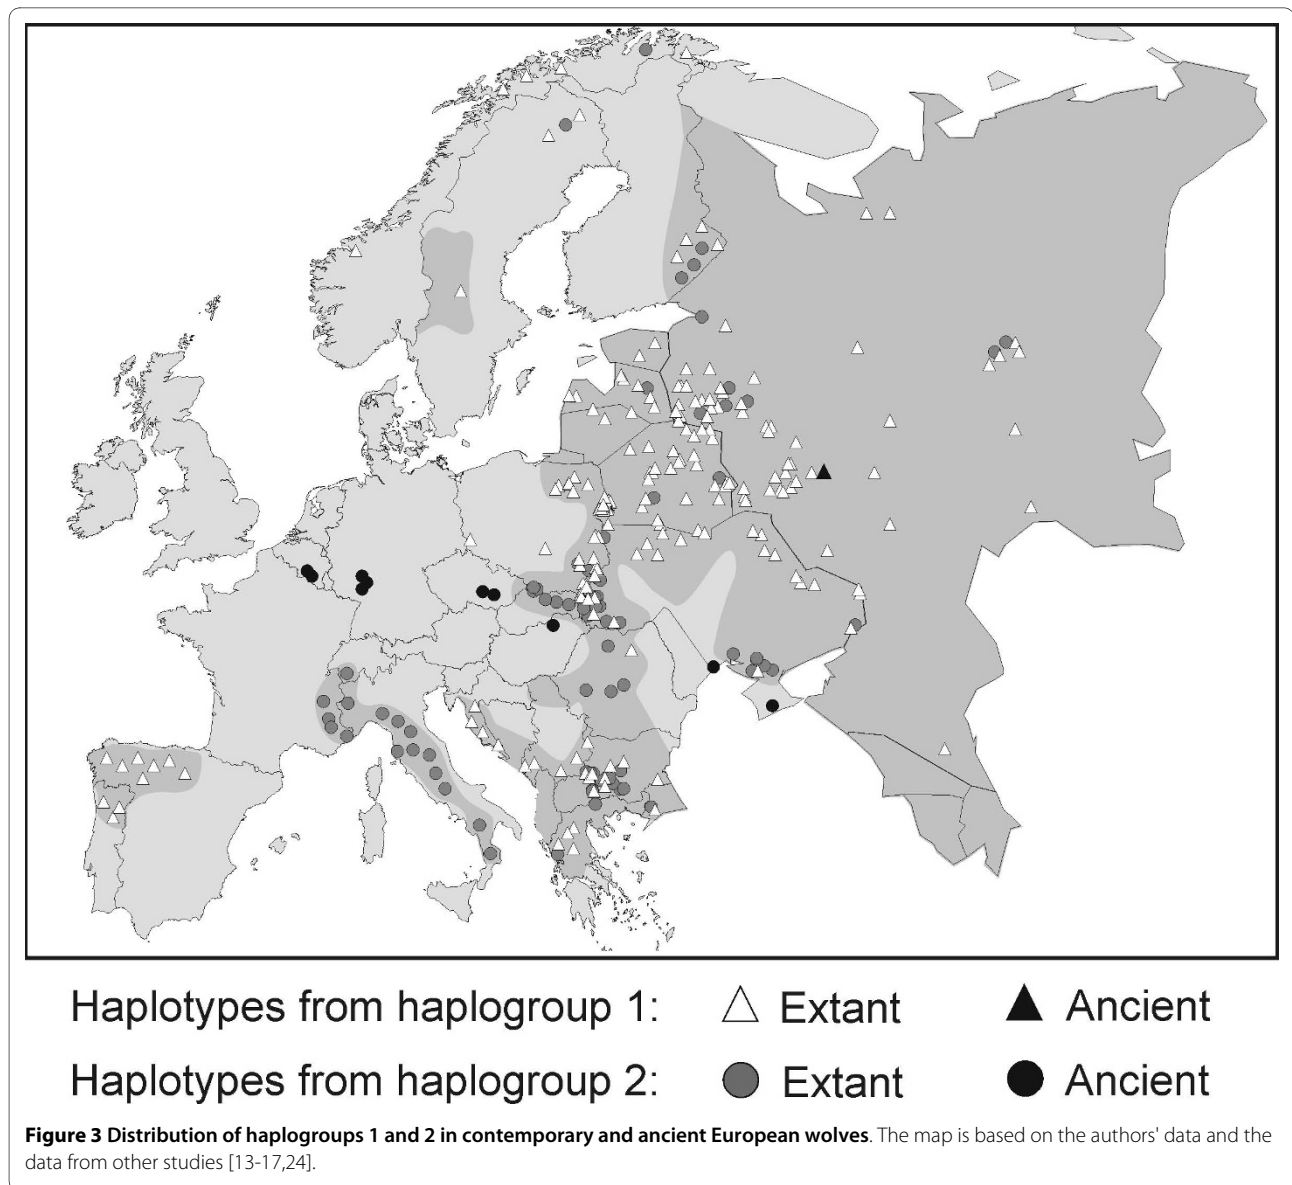 Haplotypes from haplogroup 1: Extant Ancient
Haplotypes from haplogroup 2: Extant Ancient
Figure 3 Distribution of haplogroups 1 and 2 in contemporary and ancient European wolves. The map is based on the authors' data and the
data from other studies [13-17,24].